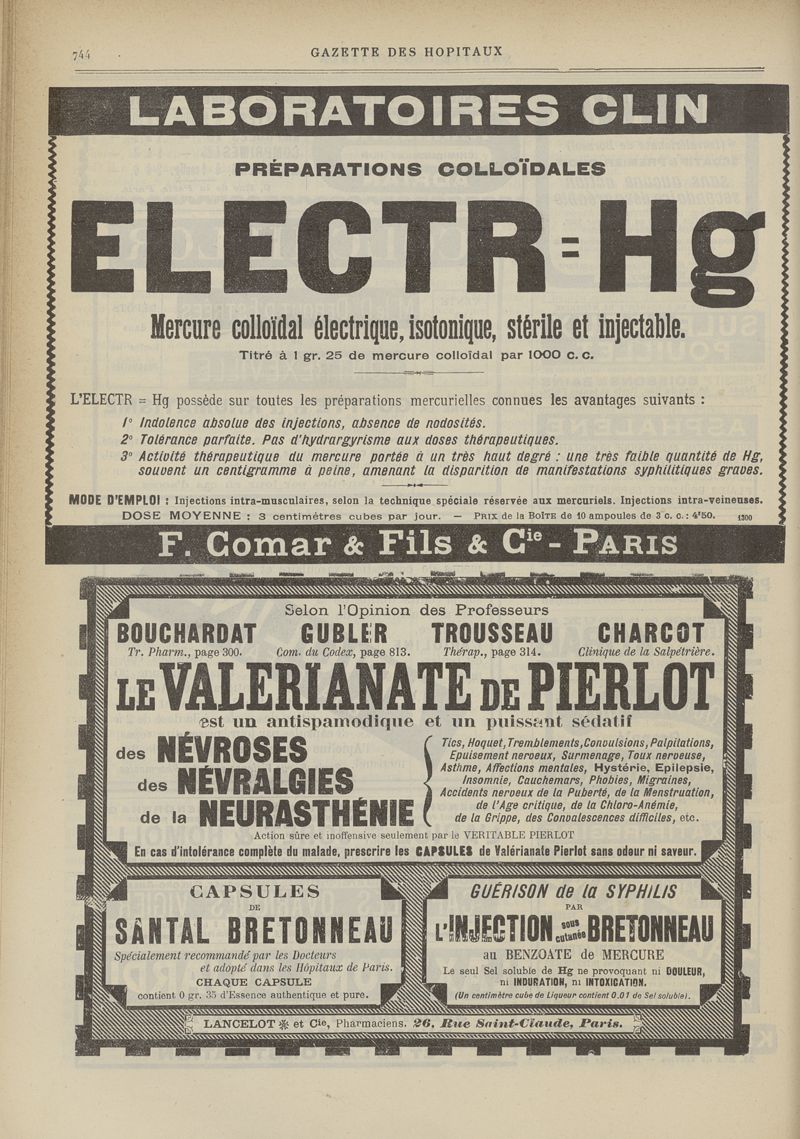 744
GAZETTE DES HOPITAUX
LABORATOIRES CLIN
PRÉPARATIONS COLLOÏDALES
ELECTR=Hg
Mercure colloïdal électrique, isotonique, stérile et injectable.
Titré à 1 gr. 25 de mercure colloïdal par 1000 c. c.
L'ELECTR = Hg possède sur toutes les préparations mercurielles connues les avantages suivants :
1° Indolence absolue des injections, absence de nodosités.
2° Tolérance parfaite. Pas d'hydrargyrisme aux doses thérapeutiques.
3° Activité thérapeutique du mercure portée à un très haut degré : une très faible quantité de Hg,
souvent un centigramme à peine, amenant la disparition de manifestations syphilitiques graves.
MODE D'EMPLOI : Injections intra-musculaires, selon la technique spéciale réservée aux mercuriels. Injections intra-veineuses.
DOSE MOYENNE : 3 centimètres cubes par jour. — PRIX de la BOÎTE de 10 ampoules de 3 c. c. : 4f50. 1300
F. Comar & Fils & Cie - PARIS
Selon l'Opinion des Professeurs
BOUCHARDAT GUBLER TROUSSEAU CHARCOT
Tr. Pharm., page 300. Com. du Codex, page 813. Thérap., page 314. Clinique de la Salpétrière.
LE VALERIANATE DE PIERLOT
est un antispamodique et un puissant sédatif
des NÉVROSES
des NÉVRALGIES
de la NEURASTHÉNIE
Tics, Hoquet, Tremblements, Convulsions, Palpitations,
Epuisement nerveux, Surmenage, Toux nerveuse,
Asthme, Affections mentales, Hystérie, Epilepsie,
Insomnie, Cauchemars, Phobies, Migraines,
Accidents nerveux de la Puberté, de la Menstruation,
de l'Age critique, de la Chloro-Anémie,
de la Grippe, des Convalescences difficiles, etc.
Action sûre et inoffensive seulement par le VERITABLE PIERLOT
En cas d'intolérance complète du malade, prescrire les CAPSULES de Valérianate Pierlot sans odeur ni saveur.
CAPSULES
DE
SANTAL BRETONNEAU
Spécialement recommandé par les Docteurs
et adopté dans les Hôpitaux de Paris.
CHAQUE CAPSULE
contient 0 gr. 35 d'Essence authentique et pure.
GUÉRISON de la SYPHILIS
PAR
L'INJECTION sous cutanée BRETONNEAU
au BENZOATE de MERCURE
Le seul Sel soluble de Hg ne provoquant ni DOULEUR,
ni INDURATION, ni INTOXICATION.
(Un centimètre cube de Liqueur contient 0.01 de Sel soluble).
LANCELOT et Cie, Pharmaciens. 26, Rue Saint-Claude, Paris.